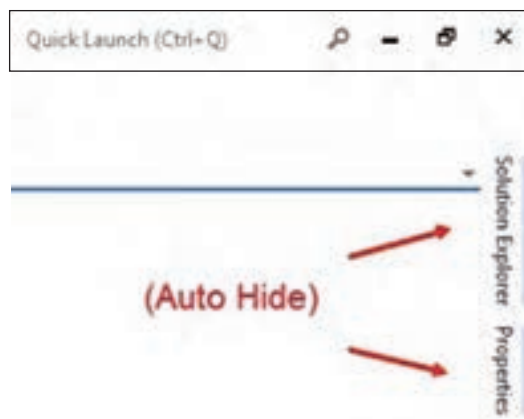 Quick Launch (Ctrl+Q)
Solution Explorer
(Auto Hide)
Properties